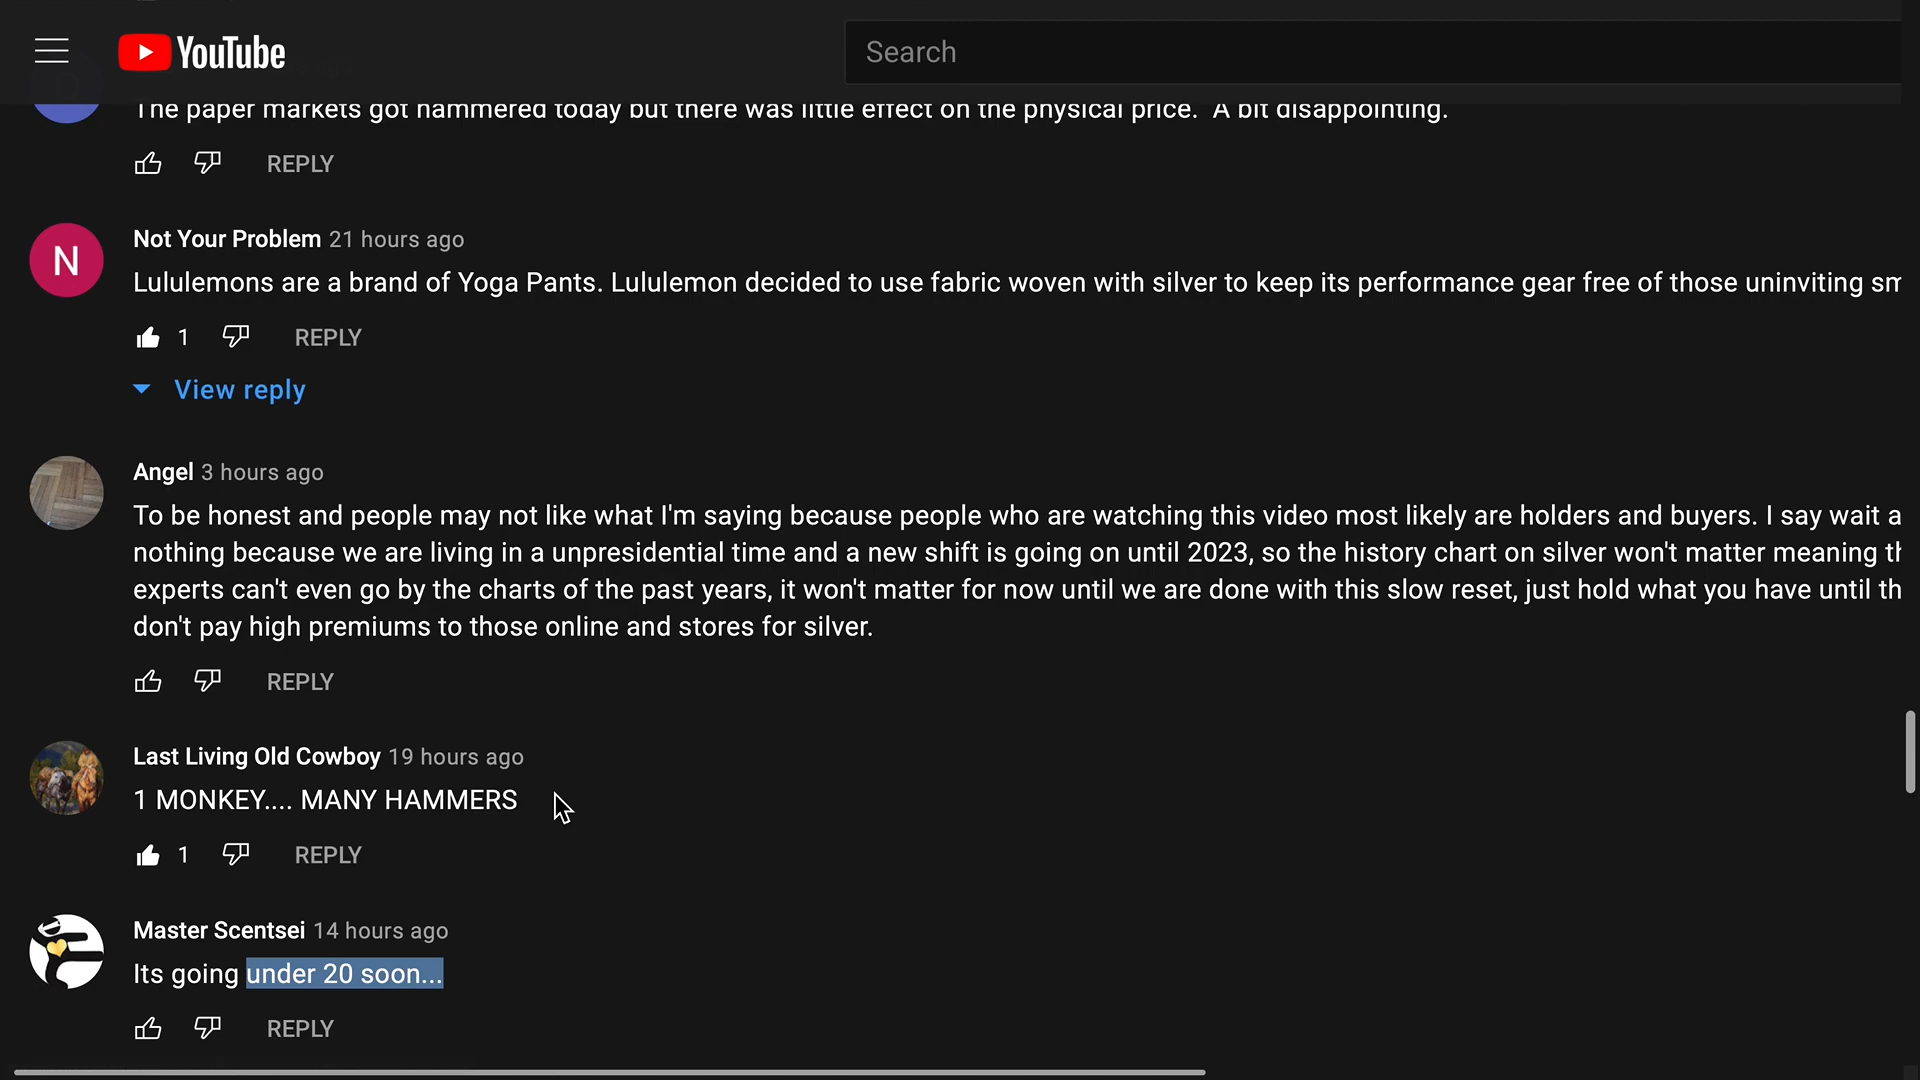 YouTube
Search
The paper markets got hammered today but there was little effect on the physical price.  A bit disappointing.
REPLY
N
Not Your Problem 21 hours ago
Lululemons are a brand of Yoga Pants. Lululemon decided to use fabric woven with silver to keep its performance gear free of those uninviting
1 REPLY
View reply
Angel 3 hours ago
To be honest and people may not like what I'm saying because people who are watching this video most likely are holders and buyers. I say wait a
nothing because we are living in a unpresidential time and a new shift is going on until 2023, so the history chart on silver won't matter meaning
experts can't even go by the charts of the past years, it won't matter for now until we are done with this slow reset, just hold what you have until
don't pay high premiums to those online and stores for silver.
REPLY
Last Living Old Cowboy 19 hours ago
1 MONKEY.... MANY HAMMERS
1 REPLY
Master Scentsei 14 hours ago
Its going under 20 soon...
REPLY